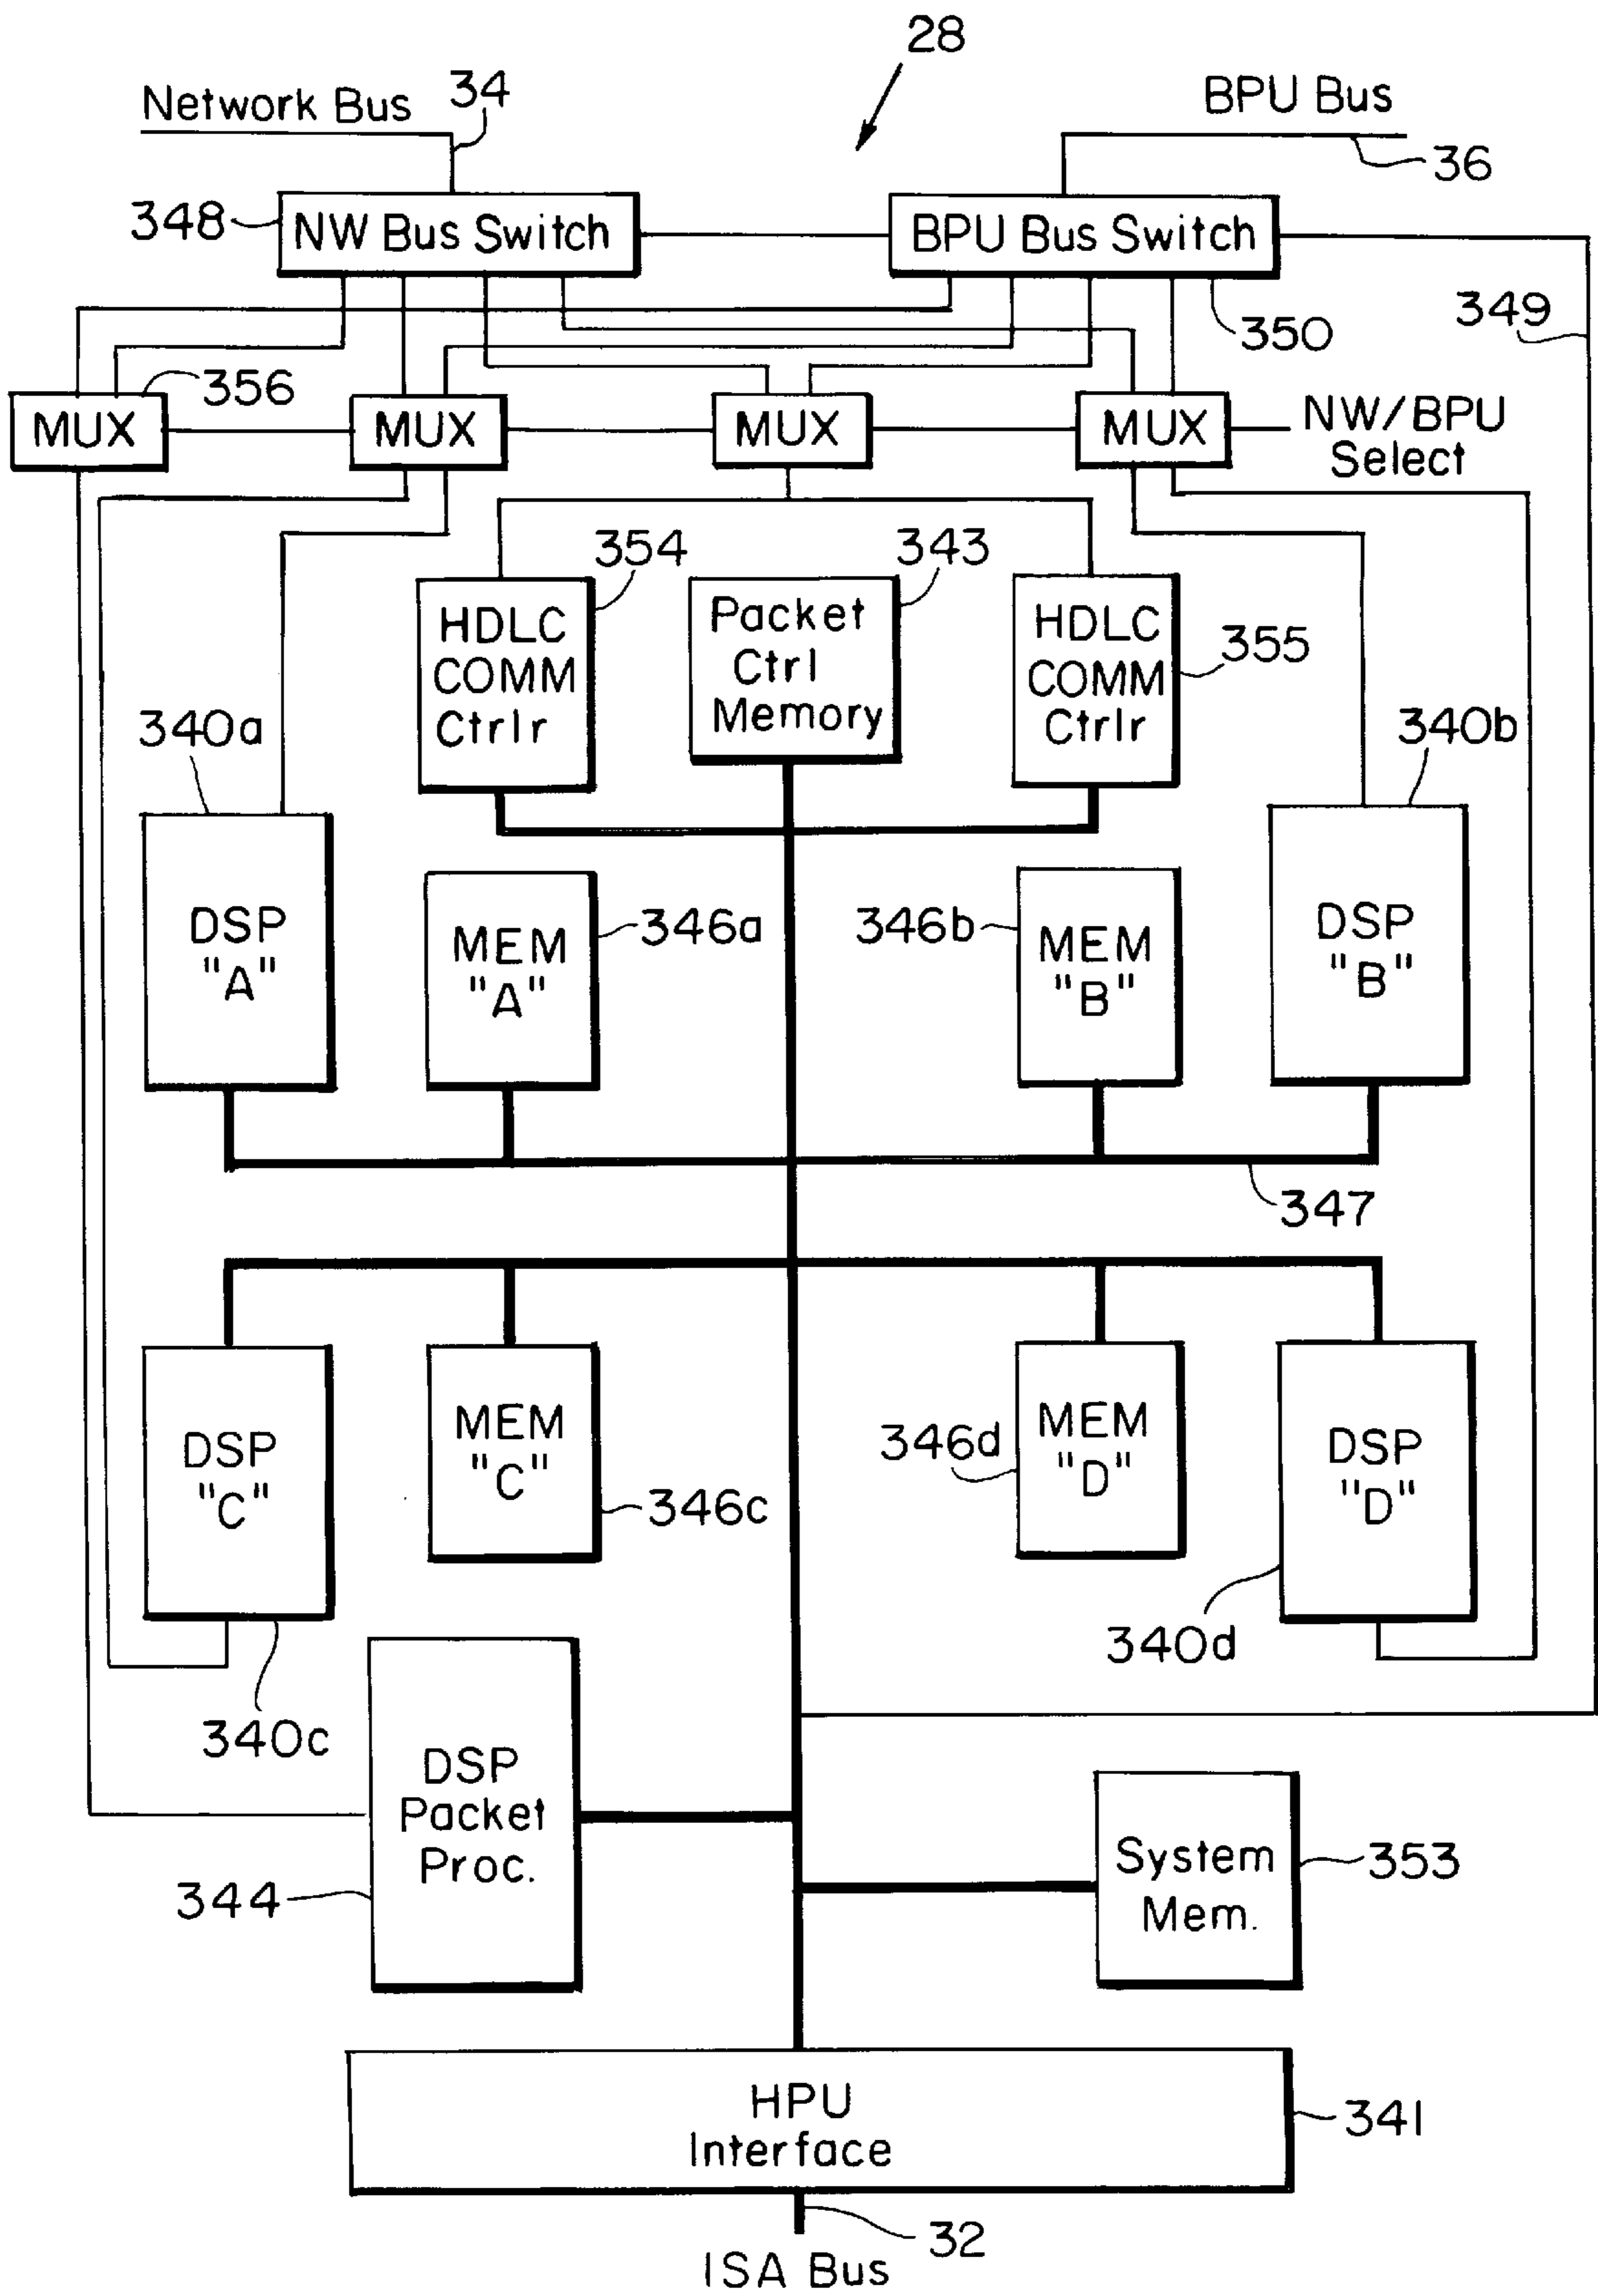 28
Network Bus
34
BPU Bus
36
348
NW Bus Switch
BPU Bus Switch
350
349
356
MUX
MUX
MUX
MUX
NW/BPU
Select
354
343
355
HDLC
COMM
Ctrlr
Packet
Ctrl
Memory
HDLC
COMM
Ctrlr
340a
340b
DSP
"A"
MEM
"A"
346a
346b
MEM
"B"
DSP
"B"
347
DSP
"C"
MEM
"C"
346c
346d
MEM
"D"
DSP
"D"
340c
340d
DSP
Packet
Proc.
344
System
Mem.
353
HPU
Interface
341
32
ISA Bus